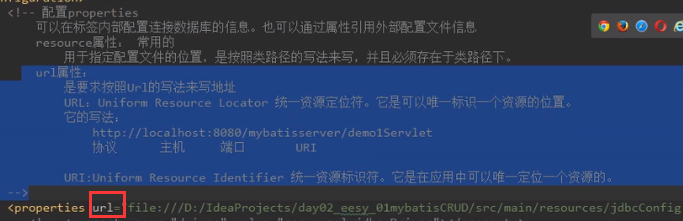 <!-- 配置properties
可以在标签内部配置连接数据库的信息。也可以通过属性引用外部配置文件信息
resource属性： 常用的
用于指定配置文件的位置，是按照类路径的写法来写，并且必须存在于类路径下。
url属性：
是要求按照Url的写法来写地址
URL：Uniform Resource Locator 统一资源定位符。它是可以唯一标识一个资源的位置。
它的写法：
http://localhost:8080/mybatisserver/demo1Servlet
协议 主机 端口 URI
URI:Uniform Resource Identifier 统一资源标识符。它是在应用中可以唯一定位一个资源的。
-->
<properties url="file:///D:/IdeaProjects/day02_eesy_01mybatisCRUD/src/main/resources/jdbcConfig